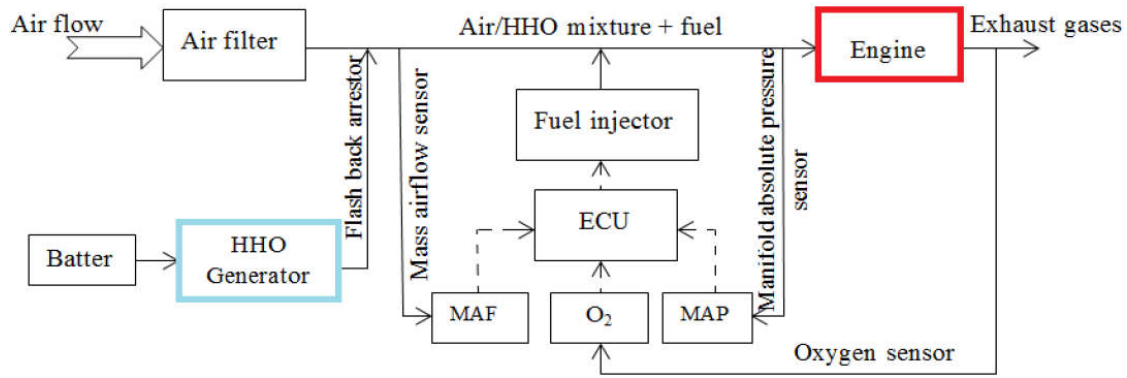 Air flow
Air filter
Air/HHO mixture + fuel
Engine
Exhaust gases
Flash back arrestor
Mass airflow sensor
Fuel injector
Manifold absolute pressure
sensor
ECU
Batter
HHO
Generator
MAF
O₂
MAP
Oxygen sensor